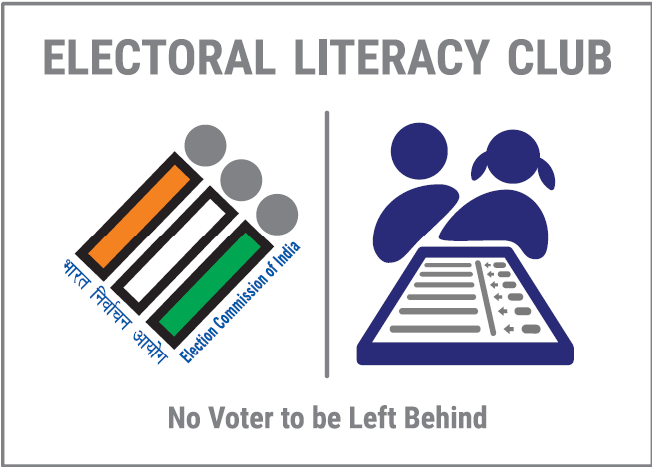 ELECTORAL LITERACY CLUB
भारत निर्वाचन आयोग
Election Commission of India
No Voter to be Left Behind